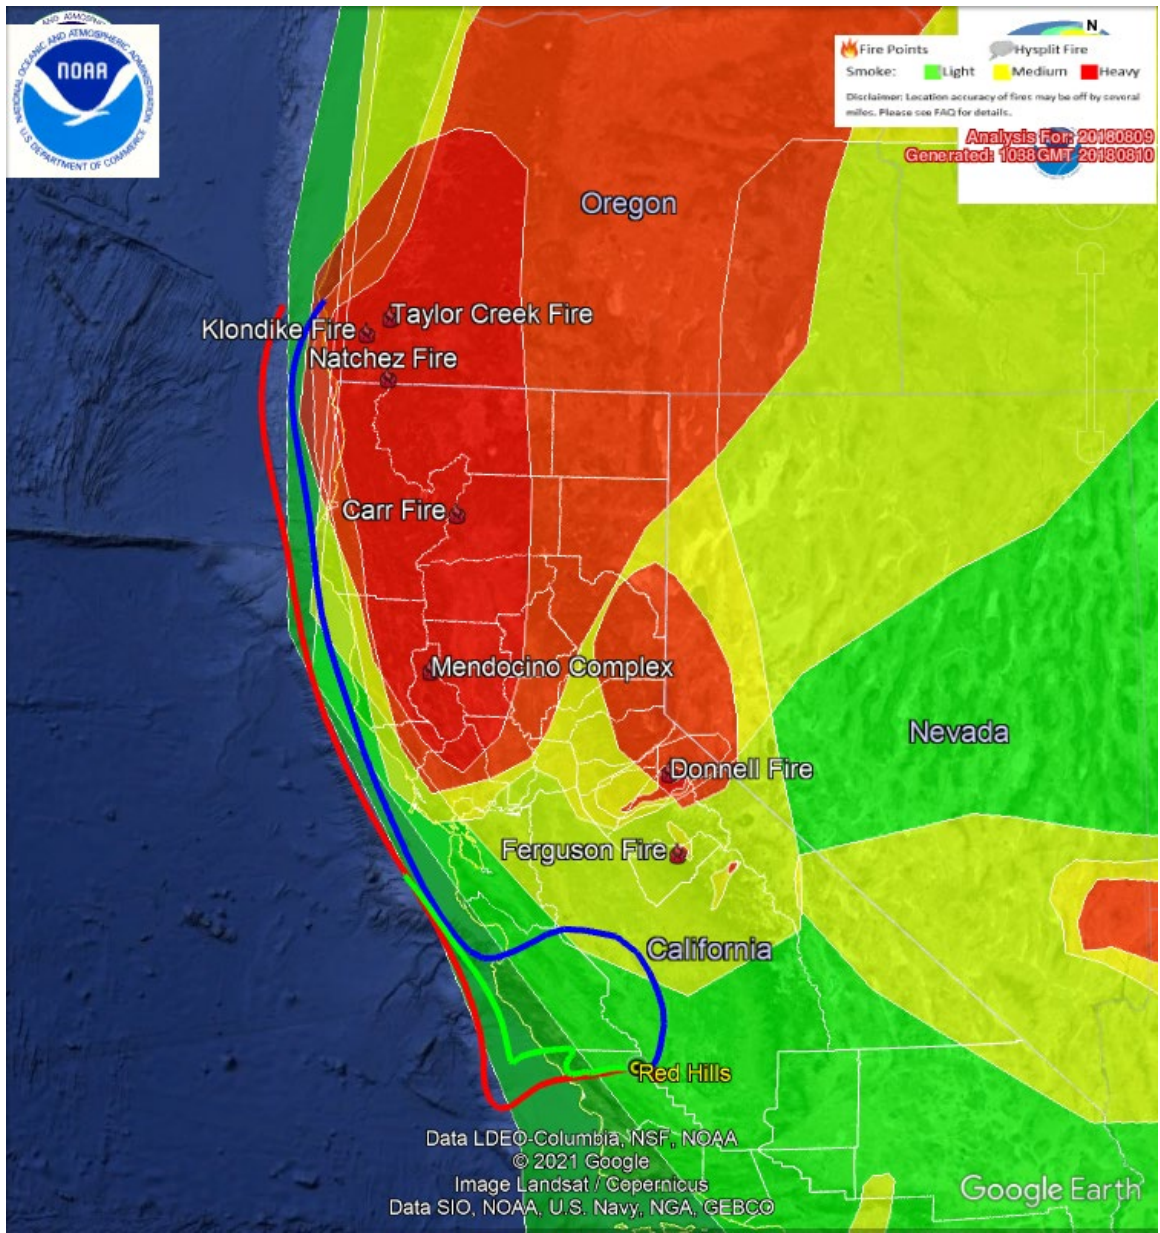 NATIONAL OCEANIC AND ATMOSPHERIC ADMINISTRATION
NOAA
U.S. DEPARTMENT OF COMMERCE
N
Fire Points Hysplit Fire
Smoke: Light Medium Heavy
Disclaimer: Location accuracy of fires may be off by several
miles. Please see FAQ for details.
Analysis For: 20180809
Generated: 1038GMT 20180810
Oregon
Taylor Creek Fire
Klondike Fire
Natchez Fire
Carr Fire
Mendocino Complex
Nevada
Donnell Fire
Ferguson Fire
California
Red Hills
Data LDEO-Columbia, NSF, NOAA
© 2021 Google
Image Landsat / Copernicus
Data SIO, NOAA, U.S. Navy, NGA, GEBCO
Google Earth